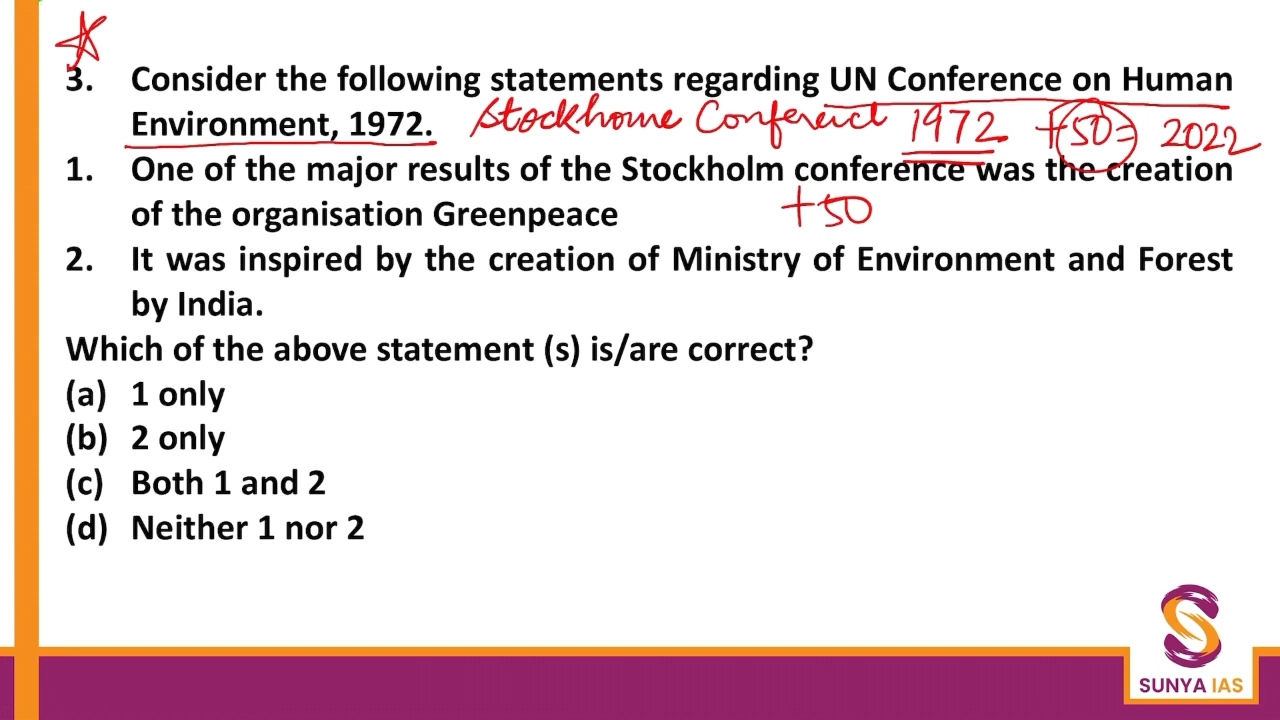 3. Consider the following statements regarding UN Conference on Human
Environment, 1972. Stockhome Conference 1972 +50= 2022
1. One of the major results of the Stockholm conference was the creation
of the organisation Greenpeace +50
2. It was inspired by the creation of Ministry of Environment and Forest
by India.
Which of the above statement (s) is/are correct?
(a) 1 only
(b) 2 only
(c) Both 1 and 2
(d) Neither 1 nor 2
SUNYA IAS